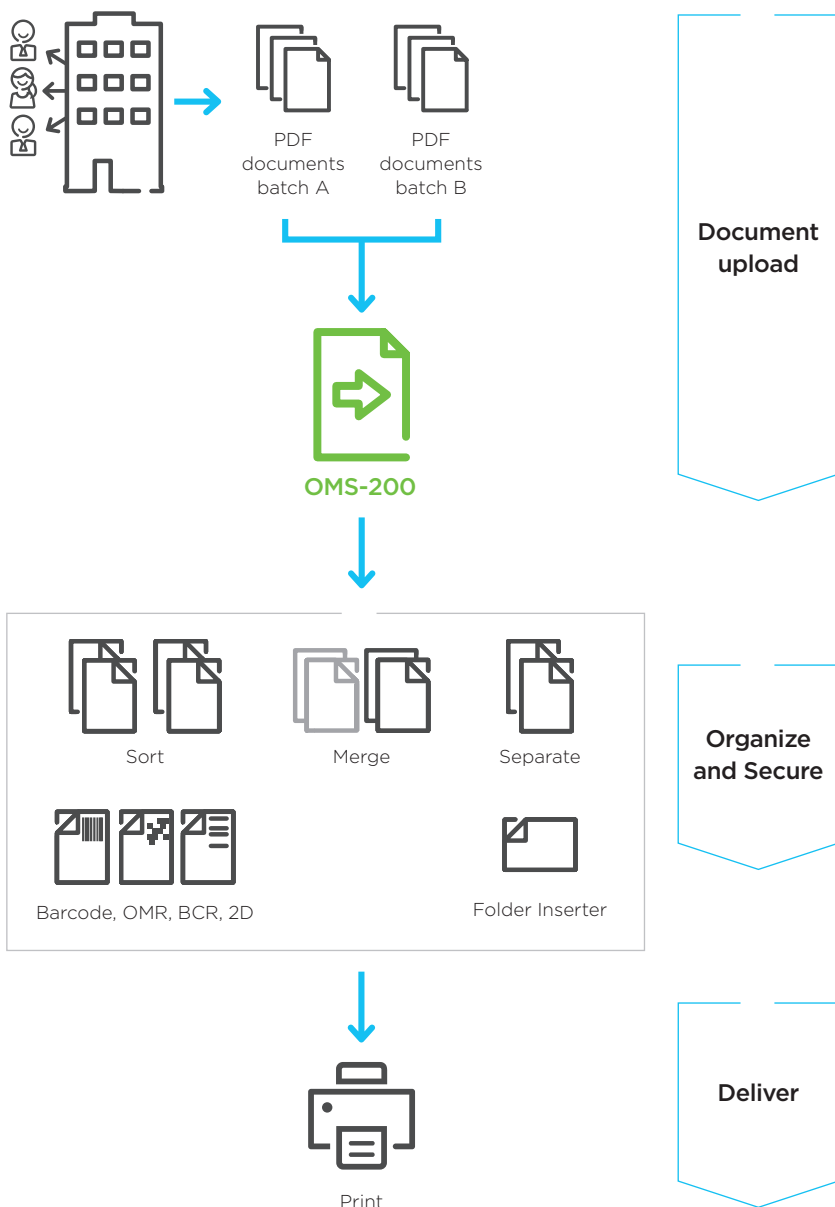 PDF
documents
batch A
PDF
documents
batch B
Document
upload
OMS-200
Sort
Merge
Separate
Organize
and Secure
Barcode, OMR, BCR, 2D
Folder Inserter
Deliver
Print